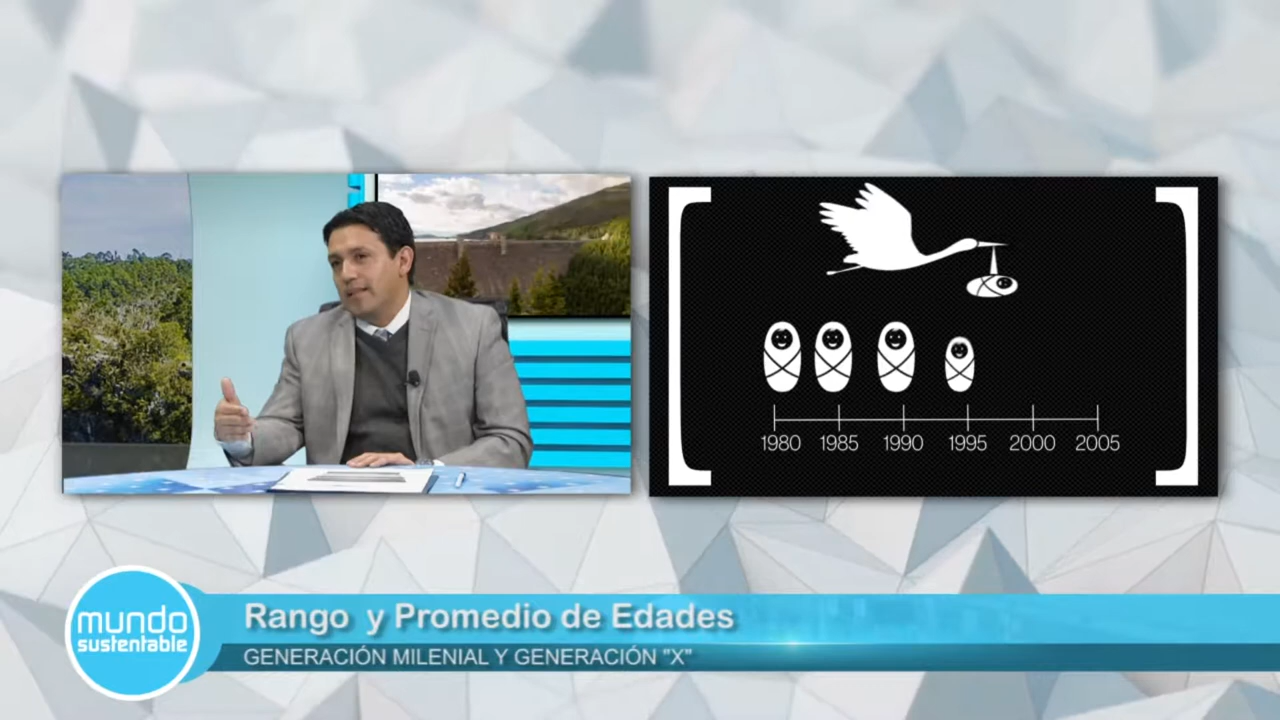 1980 1985 1990 1995 2000 2005
mundo
sustentable
Rango y Promedio de Edades
GENERACIÓN MILENIAL Y GENERACIÓN "X"